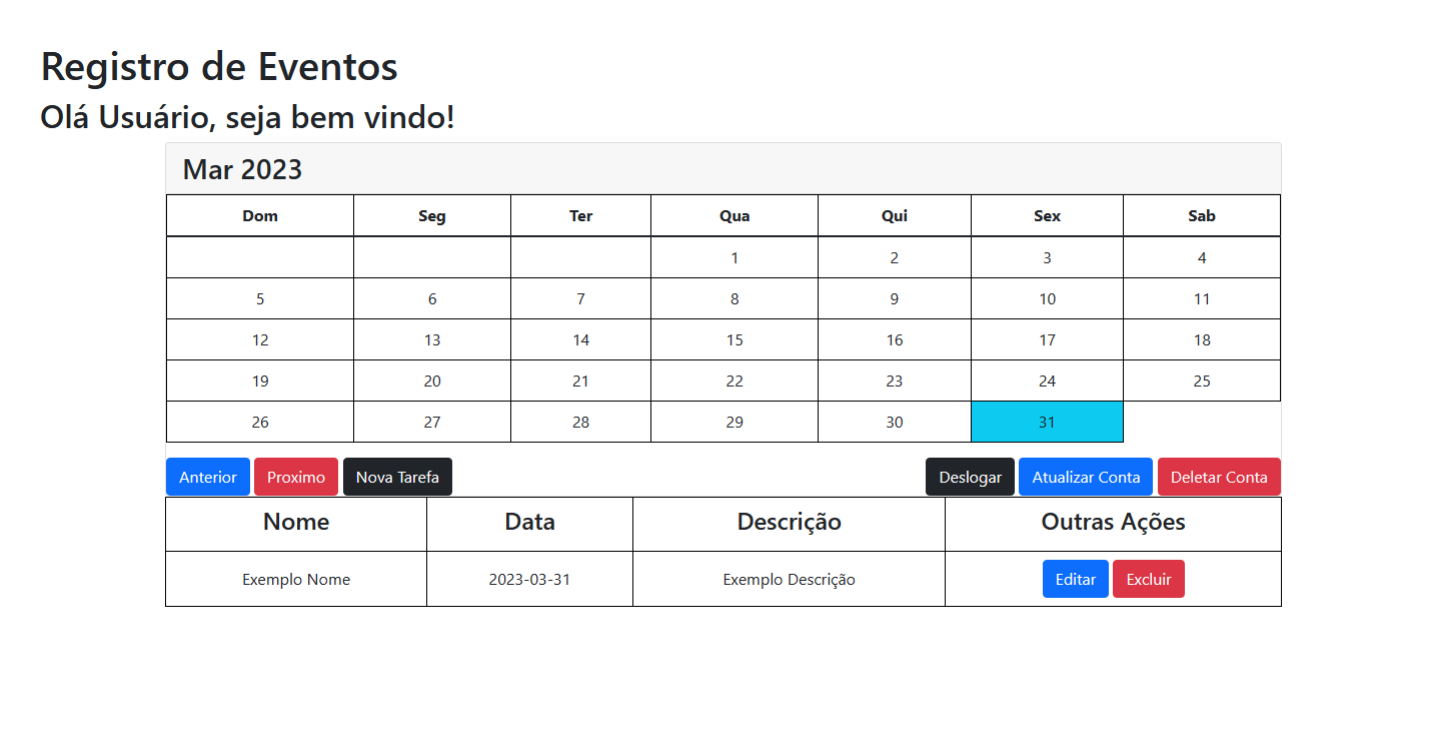 Registro de Eventos
Olá Usuário, seja bem vindo!
Mar 2023
Dom Seg Ter Qua Qui Sex Sab
1 2 3 4
5 6 7 8 9 10 11
12 13 14 15 16 17 18
19 20 21 22 23 24 25
26 27 28 29 30 31
Anterior Proximo Nova Tarefa Deslogar Atualizar Conta Deletar Conta
Nome Data Descrição Outras Ações
Exemplo Nome 2023-03-31 Exemplo Descrição Editar Excluir